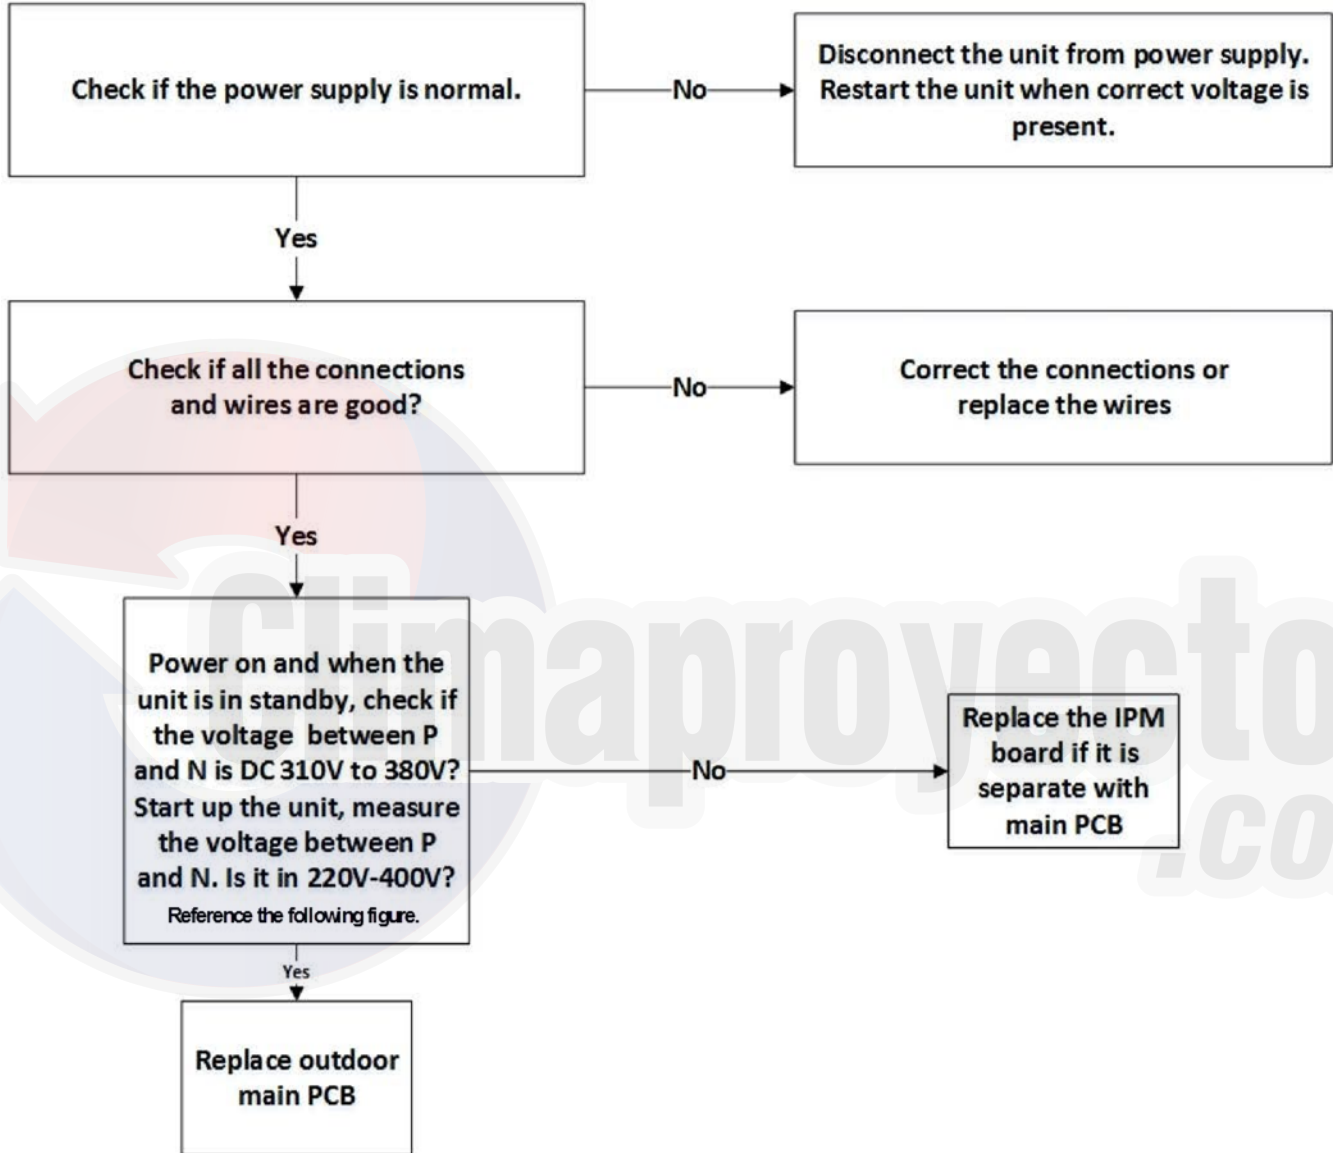 Check if the power supply is normal.
No
Disconnect the unit from power supply.
Restart the unit when correct voltage is
present.
Yes
Check if all the connections
and wires are good?
No
Correct the connections or
replace the wires
Yes
Power on and when the
unit is in standby, check if
the voltage between P
and N is DC 310V to 380V?
Start up the unit, measure
the voltage between P
and N. Is it in 220V-400V?
Reference the following figure.
No
Replace the IPM
board if it is
separate with
main PCB
Yes
Replace outdoor
main PCB
Climaproyecto
.co